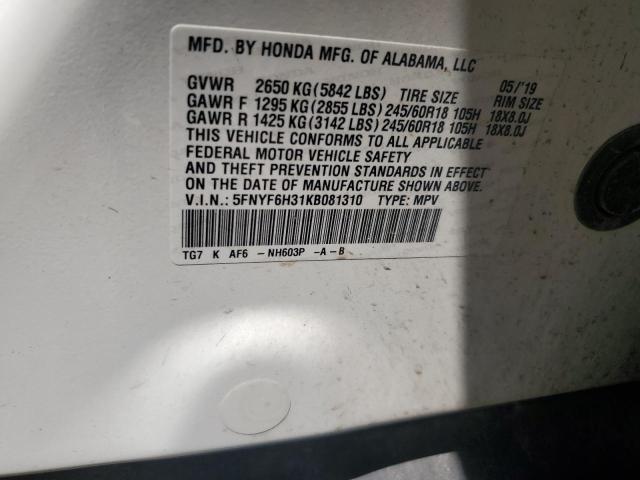 MFD. BY HONDA MFG. OF ALABAMA, LLC
GVWR 2650 KG (5842 LBS) TIRE SIZE 05/'19 RIM SIZE
GAWR F 1295 KG (2855 LBS) 245/60R18 105H 18X8.0J
GAWR R 1425 KG (3142 LBS) 245/60R18 105H 18X8.0J
THIS VEHICLE CONFORMS TO ALL APPLICABLE
FEDERAL MOTOR VEHICLE SAFETY
AND THEFT PREVENTION STANDARDS IN EFFECT
ON THE DATE OF MANUFACTURE SHOWN ABOVE.
V.I.N.: 5FNYF6H31KB081310 TYPE: MPV
TG7 K AF6 -NH603P -A-B